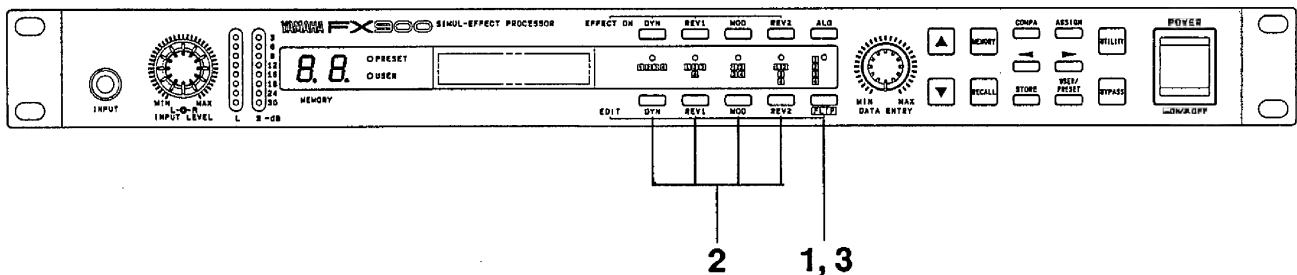 YAMAHA FX900 SIMUL-EFFECT PROCESSOR
EFFECT ON DYN REV1 MOD REV2 ALG
INPUT
MIN MAX
L-O-R
INPUT LEVEL
3
6
9
12
15
18
24
30
L R -dB
8.8.
PRESET
USER
MEMORY
EDIT DYN REV1 MOD REV2
MIN MAX
DATA ENTRY
MEMORY
RECALL
COMPA ASSIGN
STORE USER/PRESET
UTILITY
BYPASS
POWER
ON/OFF
2 1, 3